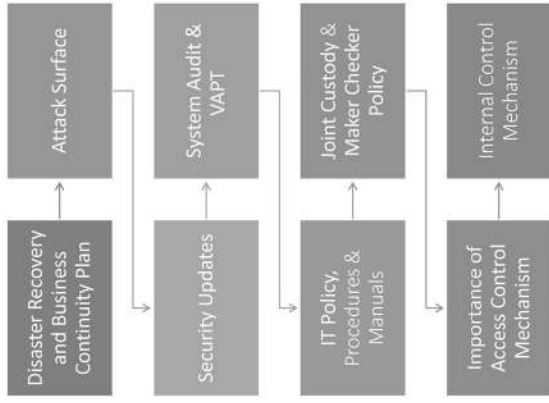 Disaster Recovery
and Business
Continuity Plan
Attack Surface
Security Updates
System Audit &
VAPT
IT Policy,
Procedures &
Manuals
Joint Custody &
Maker Checker
Policy
Importance of
Access Control
Mechanism
Internal Control
Mechanism